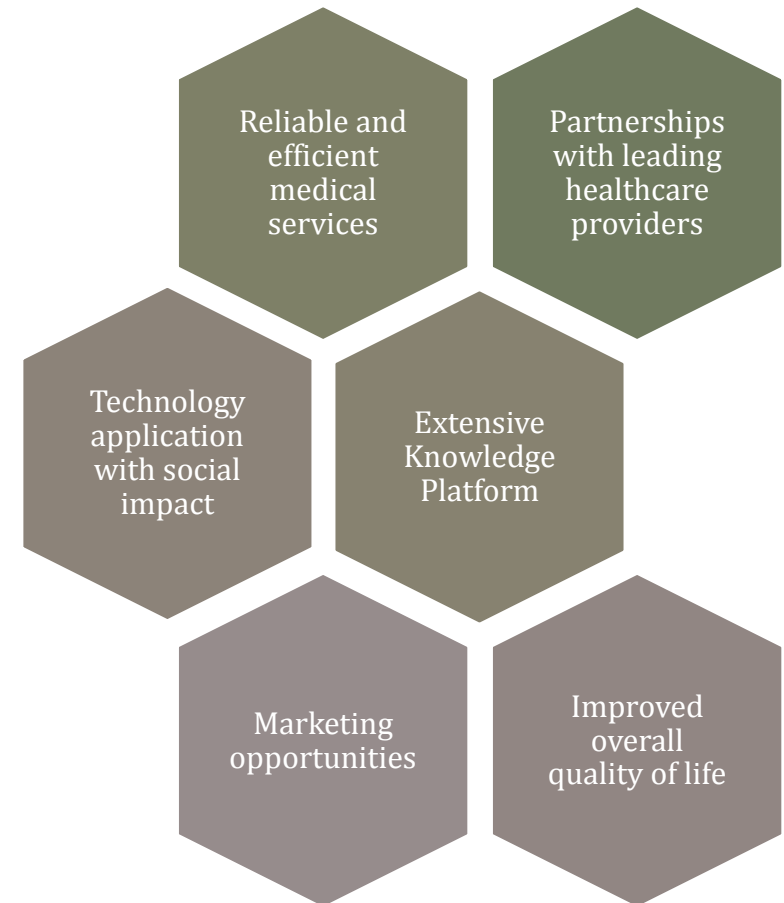 Reliable and
efficient
medical
services
Partnerships
with leading
healthcare
providers
Technology
application
with social
impact
Extensive
Knowledge
Platform
Marketing
opportunities
Improved
overall
quality of life